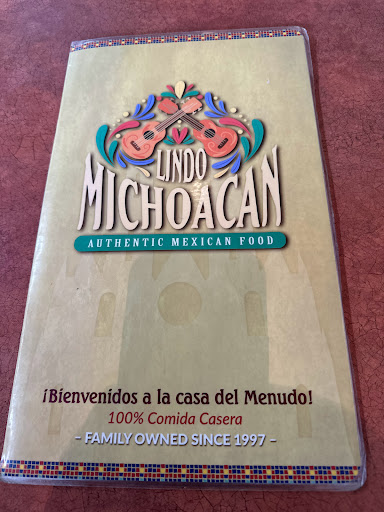 LINDO
MICHOACAN
AUTHENTIC MEXICAN FOOD
¡Bienvenidos a la casa del Menudo!
100% Comida Casera
– FAMILY OWNED SINCE 1997 –